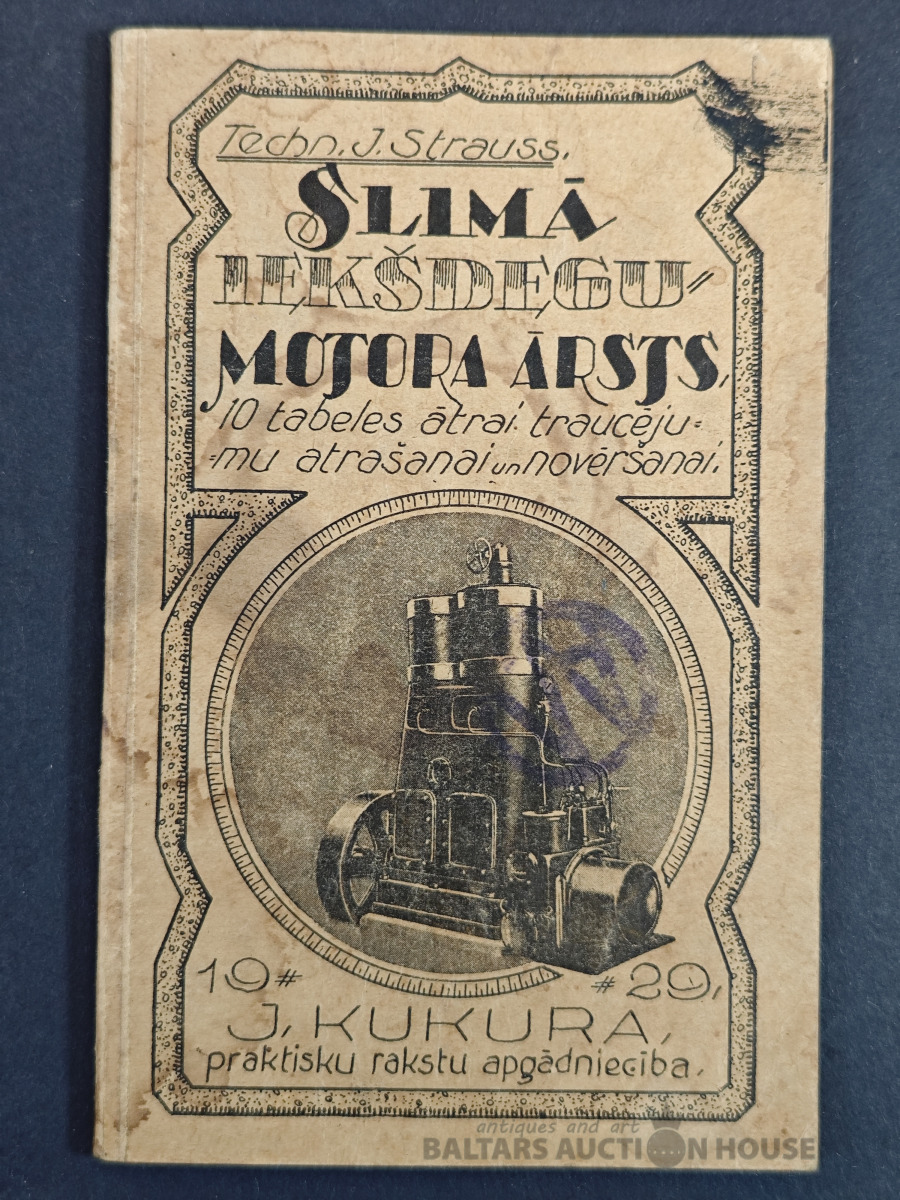 Techn. J. Strauss.
SLIMĀ
IEKŠDEGU=
MOTORA ĀRSTS.
10 tabeles ātrai traucēju=
=mu atrašanai un novēršanai.
19 # # 29.
J. KUKURA,
praktisku rakstu apgādniecība.
antiques and art
BALTARS AUCTION HOUSE